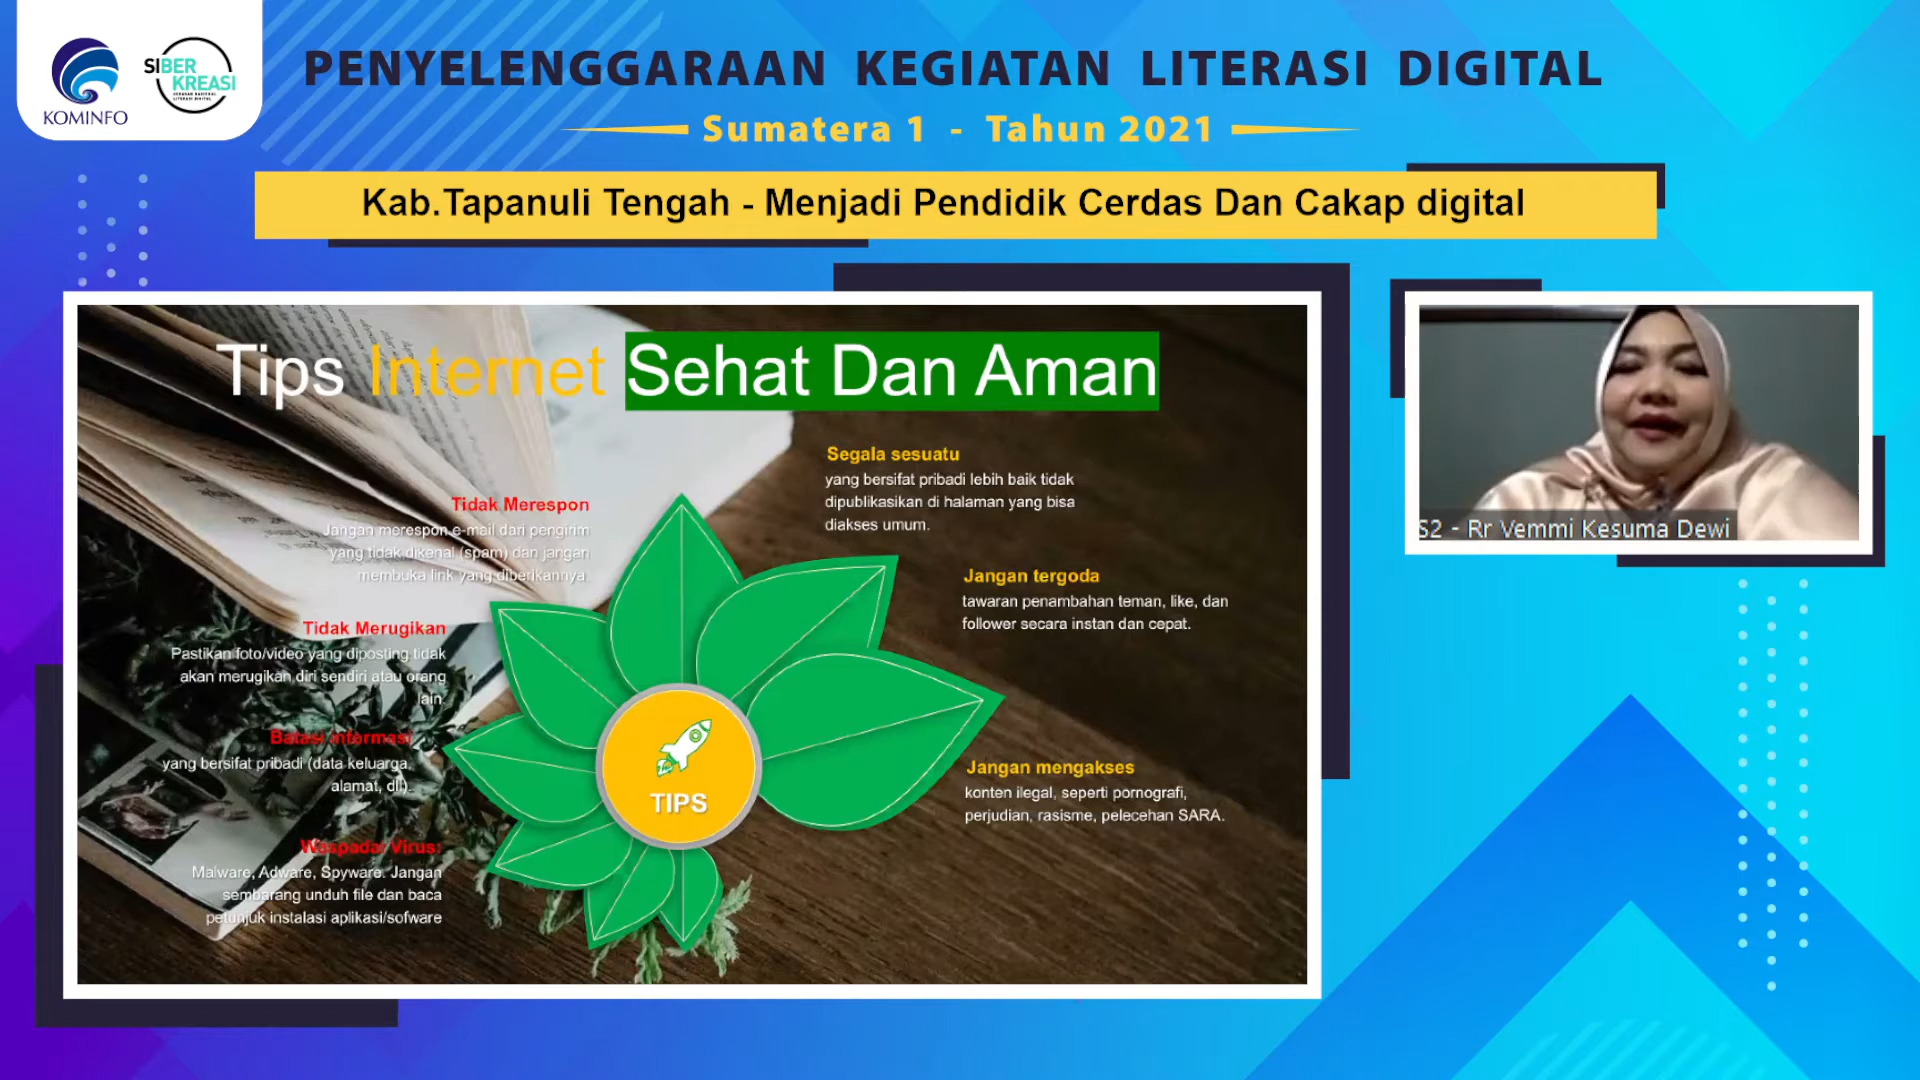 KOMINFO
SIBER
KREASI
GERAKAN NASIONAL
LITERASI DIGITAL
PENYELENGGARAAN KEGIATAN LITERASI DIGITAL
Sumatera 1 - Tahun 2021
Kab.Tapanuli Tengah - Menjadi Pendidik Cerdas Dan Cakap digital
Tips Internet Sehat Dan Aman
Tidak Merespon
Jangan merespon e-mail dari pengirim
yang tidak dikenal (spam) dan jangan
membuka link yang diberikannya.
Tidak Merugikan
Pastikan foto/video yang diposting tidak
akan merugikan diri sendiri atau orang
lain.
Batasi informasi
yang bersifat pribadi (data keluarga,
alamat, dll).
Waspadai Virus:
Malware, Adware, Spyware. Jangan
sembarang unduh file dan baca
petunjuk instalasi aplikasi/sofware
TIPS
Segala sesuatu
yang bersifat pribadi lebih baik tidak
dipublikasikan di halaman yang bisa
diakses umum.
Jangan tergoda
tawaran penambahan teman, like, dan
follower secara instan dan cepat.
Jangan mengakses
konten ilegal, seperti pornografi,
perjudian, rasisme, pelecehan SARA.
S2 - Rr Vemmi Kesuma Dewi